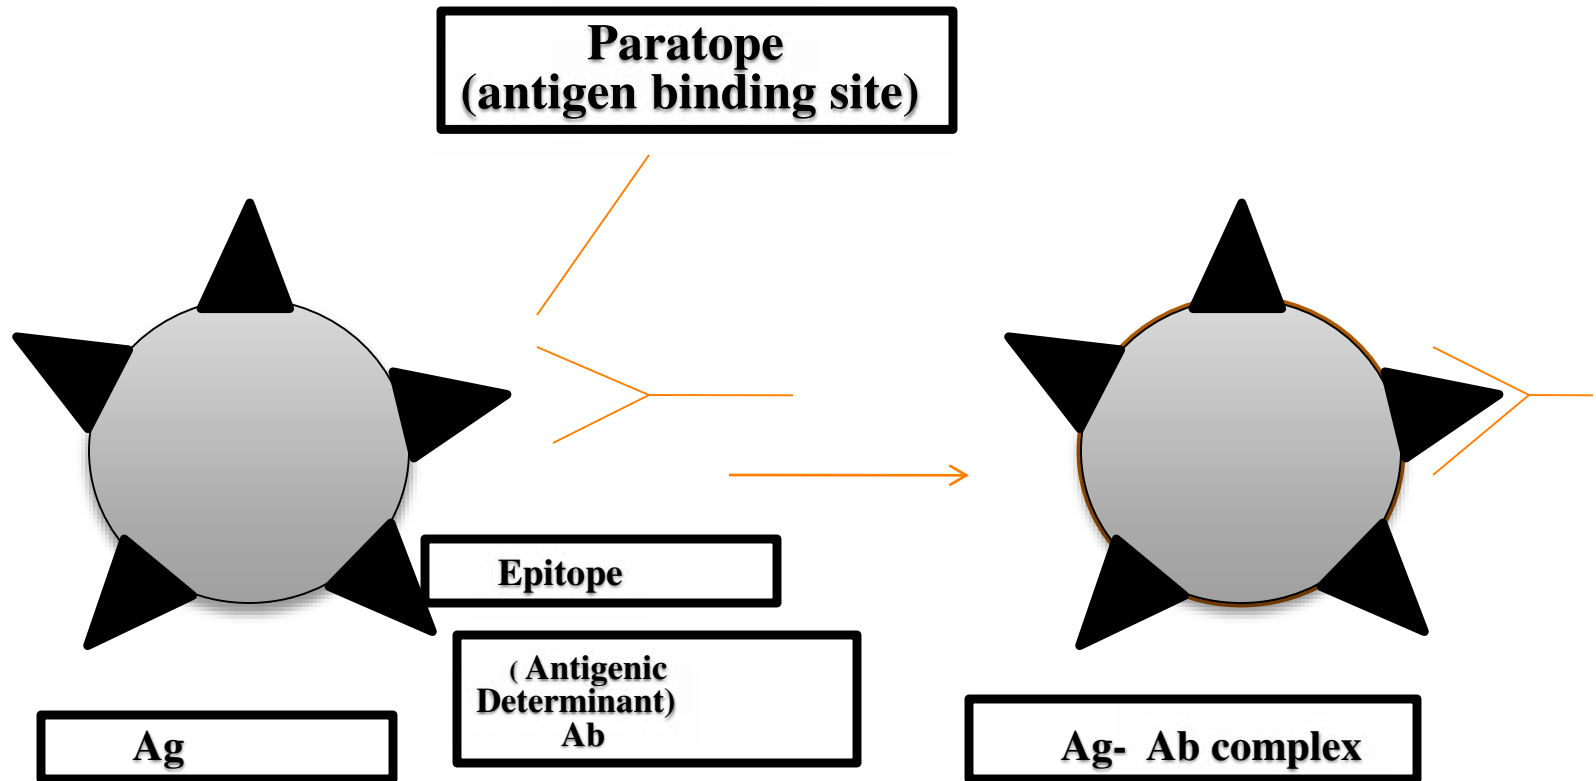 Paratope
(antigen binding site)
Epitope
( Antigenic
Determinant)
Ab
Ag
Ag- Ab complex